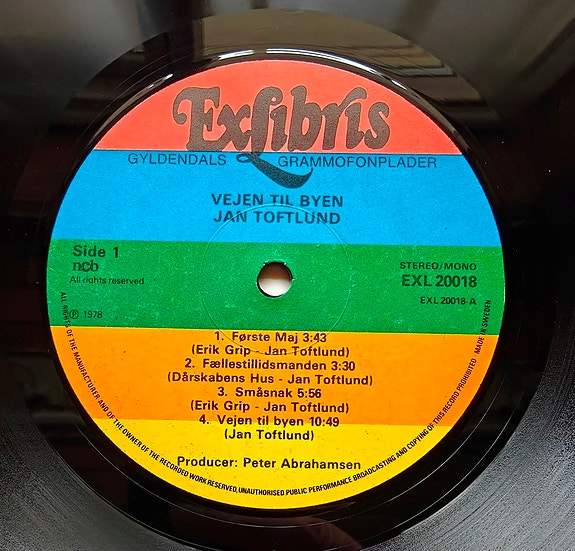 ExLibris
GYLDENDALS GRAMMOFONPLADER
VEJEN TIL BYEN
JAN TOFTLUND
Side 1
ncb
All rights reserved
STEREO/MONO
EXL 20018
EXL 20018-A
Ⓟ 1978
1. Første Maj 3:43
(Erik Grip - Jan Toftlund)
2. Fællestillidsmanden 3:30
(Dårskabens Hus - Jan Toftlund)
3. Småsnak 5:56
(Erik Grip - Jan Toftlund)
4. Vejen til byen 10:49
(Jan Toftlund)
Producer: Peter Abrahamsen
ALL RIGHTS OF THE MANUFACTURER AND OF THE OWNER OF THE RECORDED WORK RESERVED, UNAUTHORISED PUBLIC PERFORMANCE BROADCASTING AND COPYING OF THIS RECORD PROHIBITED MADE IN SWEDEN